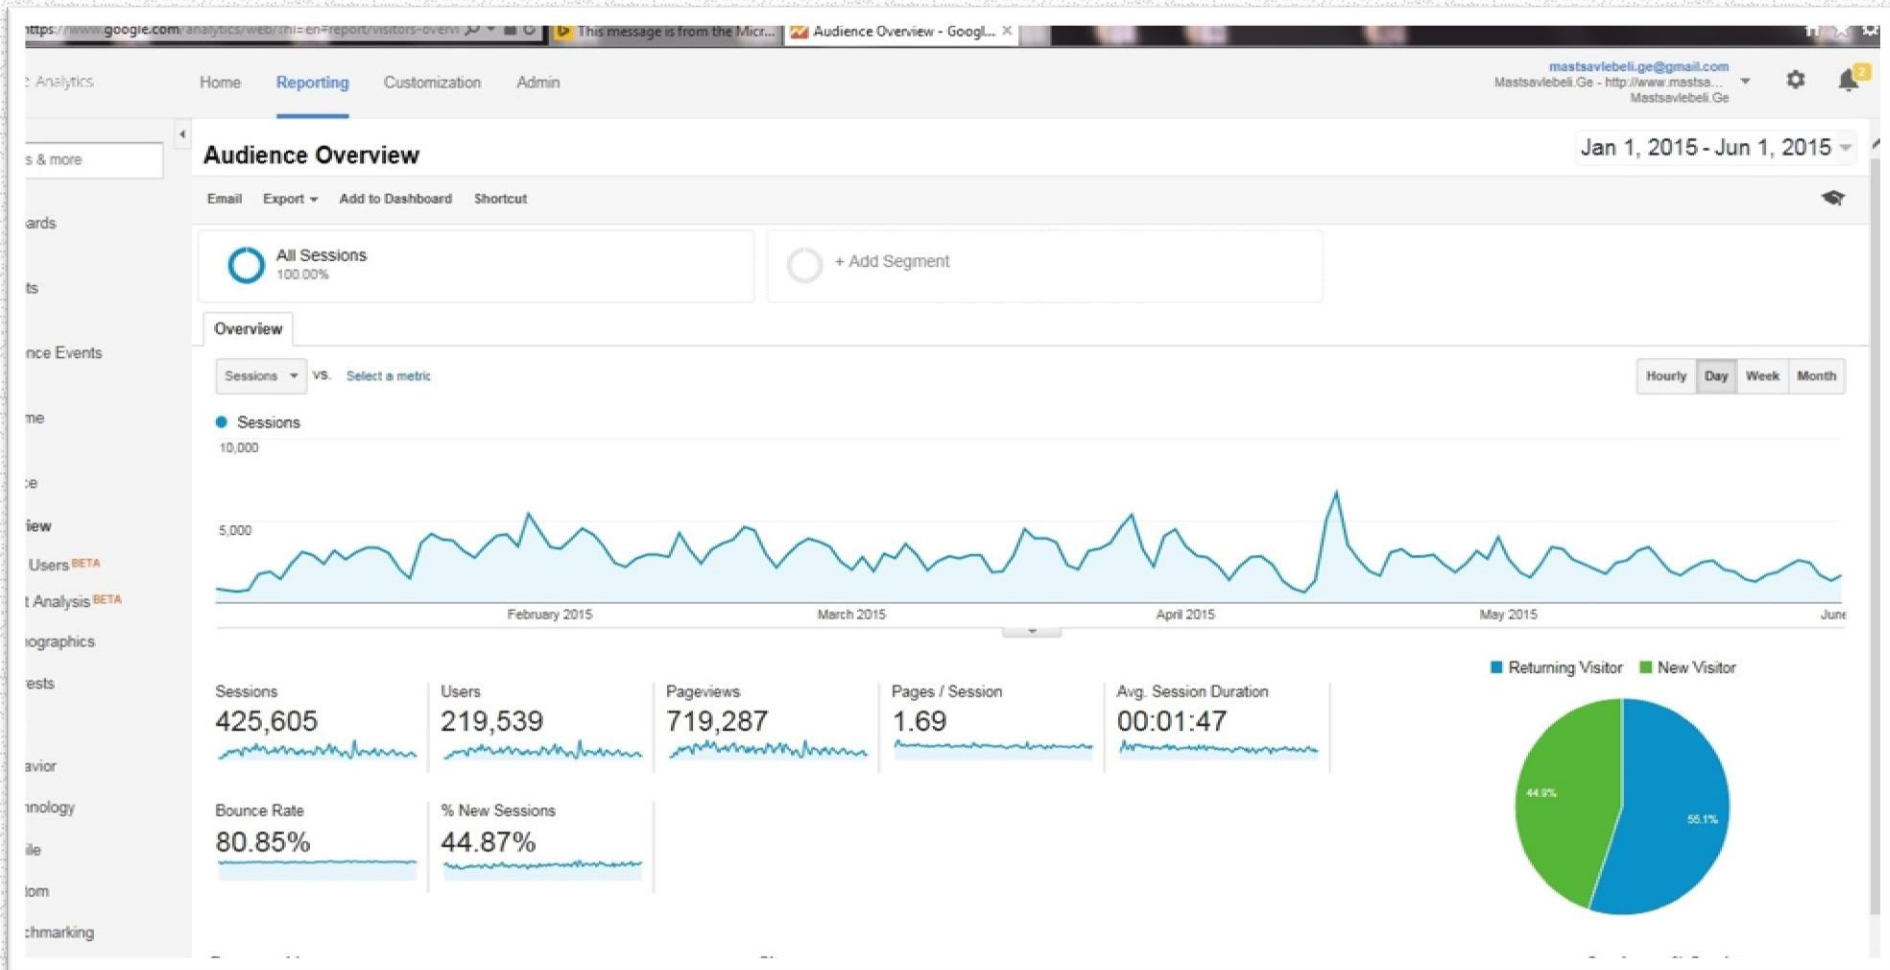 https://www.google.com/analytics/web/?hl=en#report/visitors-overvi
This message is from the Micr...
Audience Overview - Googl...
Analytics
Home Reporting Customization Admin
mastsavlebeli.ge@gmail.com
Mastsavlebeli.Ge - http://www.mastsa...
Mastsavlebeli.Ge
2
s & more
Audience Overview
Jan 1, 2015 - Jun 1, 2015
Email Export Add to Dashboard Shortcut
ards
All Sessions
100.00%
+ Add Segment
ts
Overview
nce Events
Sessions VS. Select a metric
Hourly Day Week Month
me
Sessions
10,000
ce
iew
5,000
Users BETA
t Analysis BETA
February 2015 March 2015 April 2015 May 2015 June
ographics
ests
Returning Visitor New Visitor
Sessions
425,605
Users
219,539
Pageviews
719,287
Pages / Session
1.69
Avg. Session Duration
00:01:47
avior
44.9%
55.1%
hnology
Bounce Rate
80.85%
% New Sessions
44.87%
ile
tom
chmarking